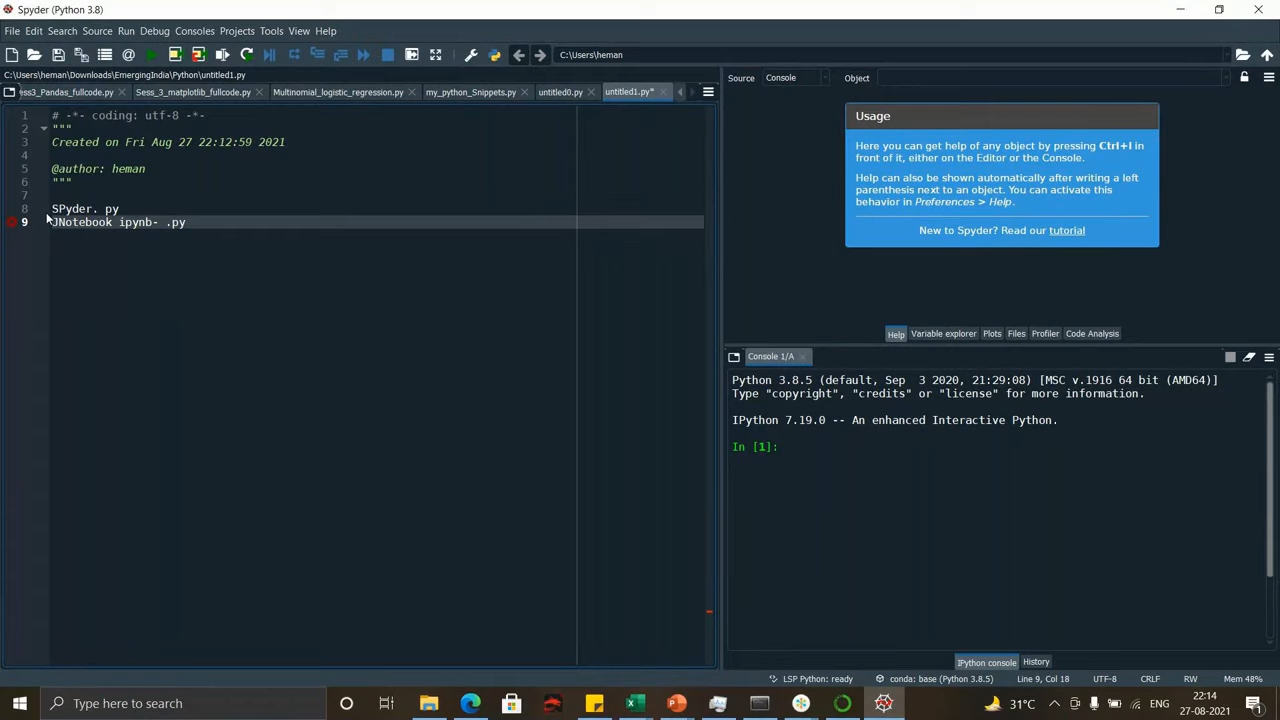 Spyder (Python 3.8)
File Edit Search Source Run Debug Consoles Projects Tools View Help
C:\Users\heman
C:\Users\heman\Downloads\EmergingIndia\Python\untitled1.py
ess3_Pandas_fullcode.py Sess_3_matplotlib_fullcode.py Multinomial_logistic_regression.py my_python_Snippets.py untitled0.py untitled1.py*
1 # -*- coding: utf-8 -*-
2 """
3 Created on Fri Aug 27 22:12:59 2021
4
5 @author: heman
6 """
7
8 SPyder. py
9 JNotebook ipynb- .py
Source Console Object
Usage
Here you can get help of any object by pressing Ctrl+I in
front of it, either on the Editor or the Console.
Help can also be shown automatically after writing a left
parenthesis next to an object. You can activate this
behavior in Preferences > Help.
New to Spyder? Read our tutorial
Help Variable explorer Plots Files Profiler Code Analysis
Console 1/A
Python 3.8.5 (default, Sep  3 2020, 21:29:08) [MSC v.1916 64 bit (AMD64)]
Type "copyright", "credits" or "license" for more information.
IPython 7.19.0 -- An enhanced Interactive Python.
In [1]:
IPython console History
LSP Python: ready conda: base (Python 3.8.5) Line 9, Col 18 UTF-8 CRLF RW Mem 48%
Type here to search
31°C ENG 22:14
27-08-2021